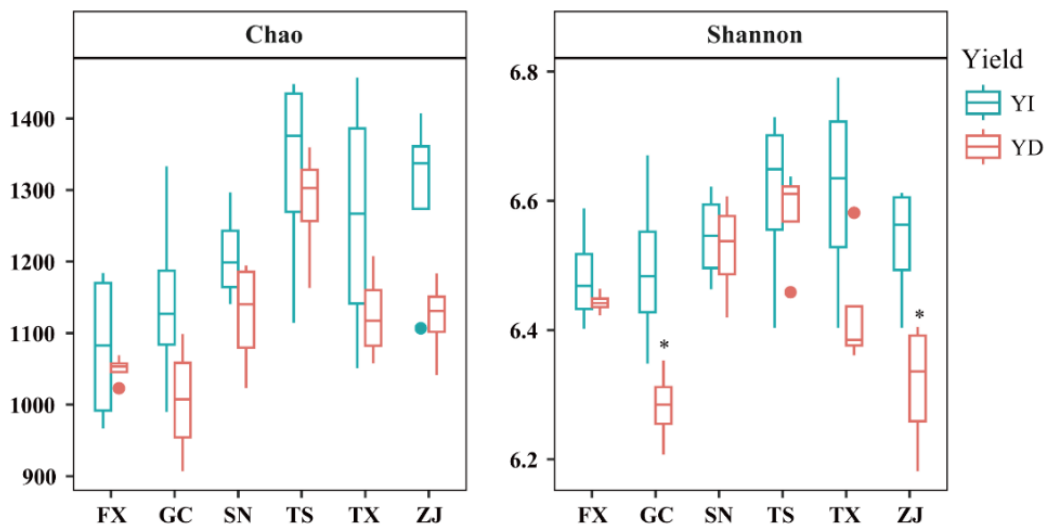 Chao
Shannon
1400
1300
1200
1100
1000
900
FX GC SN TS TX ZJ
6.8
6.6
6.4
6.2
*
*
FX GC SN TS TX ZJ
Yield
YI
YD